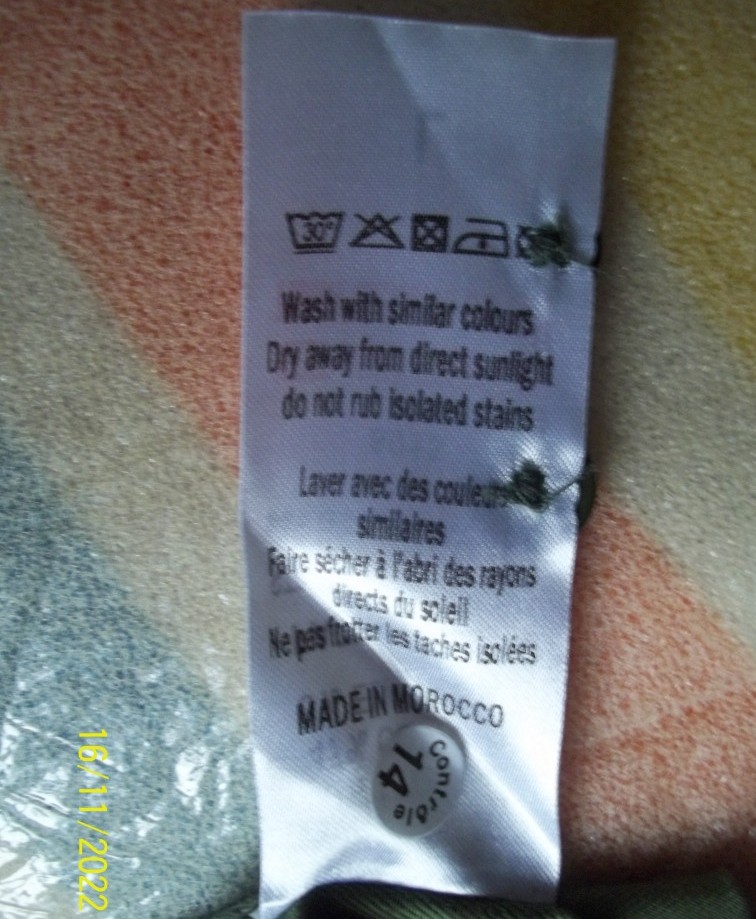 30°
Wash with similar colours
Dry away from direct sunlight
do not rub isolated stains
Laver avec des couleurs
similaires
Faire sécher à l'abri des rayons
directs du soleil
Ne pas frotter les taches isolées
MADE IN MOROCCO
contrôle
14
16/11/2022